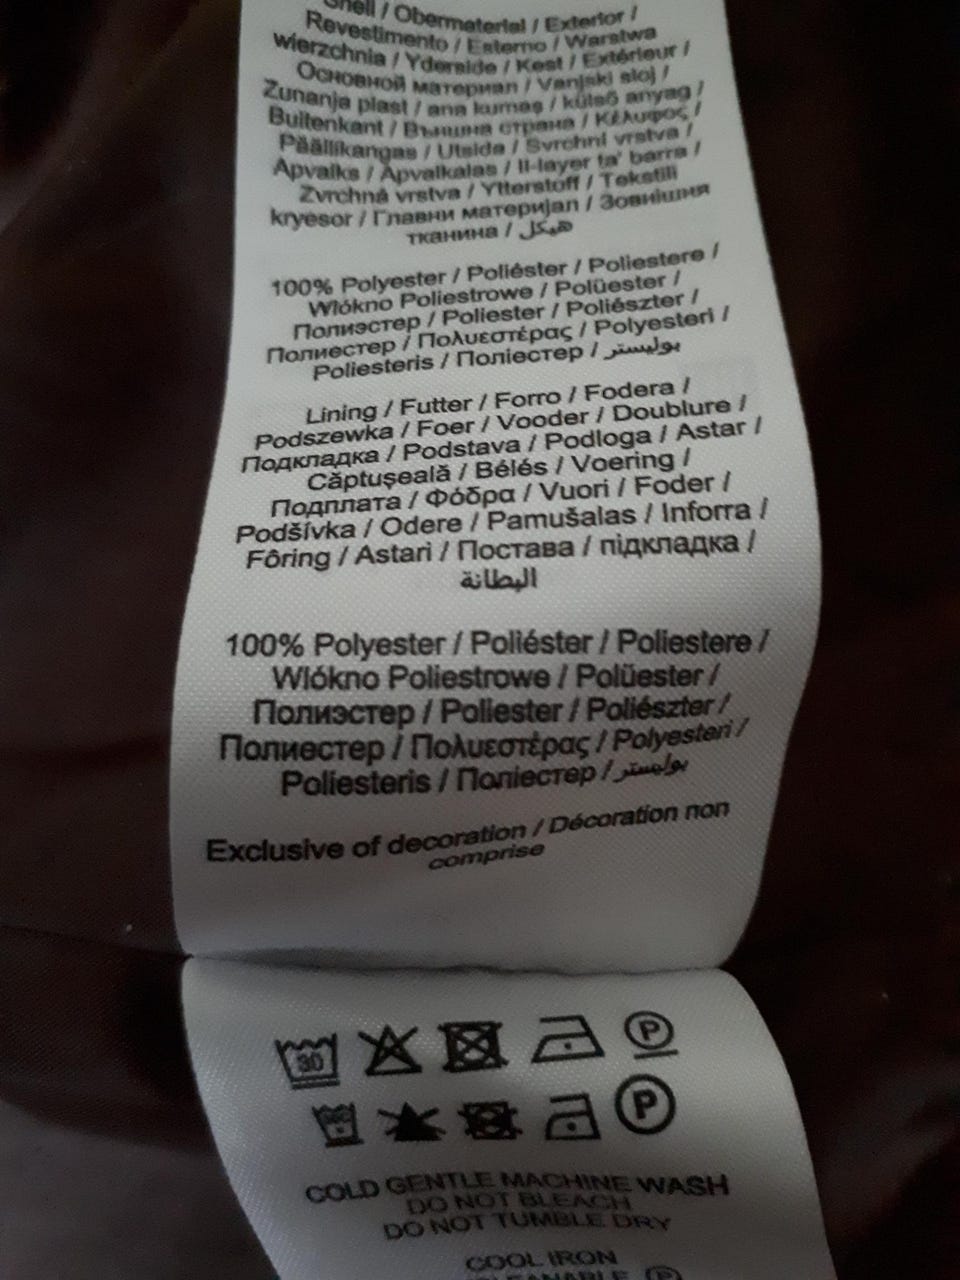 Shell / Obermaterial / Exterior /
Revestimento / Esterno / Warstwa
wierzchnia / Yderside / Kest / Extérieur /
Основной материал / Vanjski sloj /
Zunanja plast / ana kumaş / külső anyag /
Buitenkant / Външна страна / Κέλυφος /
Päällikangas / Utsida / Svrchní vrstva /
Apvalks / Apvalkalas / Il-layer ta' barra /
Zvrchná vrstva / Ytterstoff / Tekstili
kryesor / Главни материјал / Зовнішня
тканина / هيكل
100% Polyester / Poliéster / Poliestere /
Wlókno Poliestrowe / Polüester /
Полиэстер / Poliester / Poliészter /
Полиестер / Πολυεστέρας / Polyesteri /
Poliesteris / Поліестер / بوليستر
Lining / Futter / Forro / Fodera /
Podszewka / Foer / Vooder / Doublure /
Подкладка / Podstava / Podloga / Astar /
Căptușeală / Bélés / Voering /
Подплата / Φόδρα / Vuori / Foder /
Podšívka / Odere / Pamušalas / Inforra /
Fôring / Astari / Постава / підкладка /
البطانة
100% Polyester / Poliéster / Poliestere /
Wlókno Poliestrowe / Polüester /
Полиэстер / Poliester / Poliészter /
Полиестер / Πολυεστέρας / Polyesteri /
Poliesteris / Поліестер / بوليستر
Exclusive of decoration / Décoration non
comprise
30 P
P
COLD GENTLE MACHINE WASH
DO NOT BLEACH
DO NOT TUMBLE DRY
COOL IRON
P